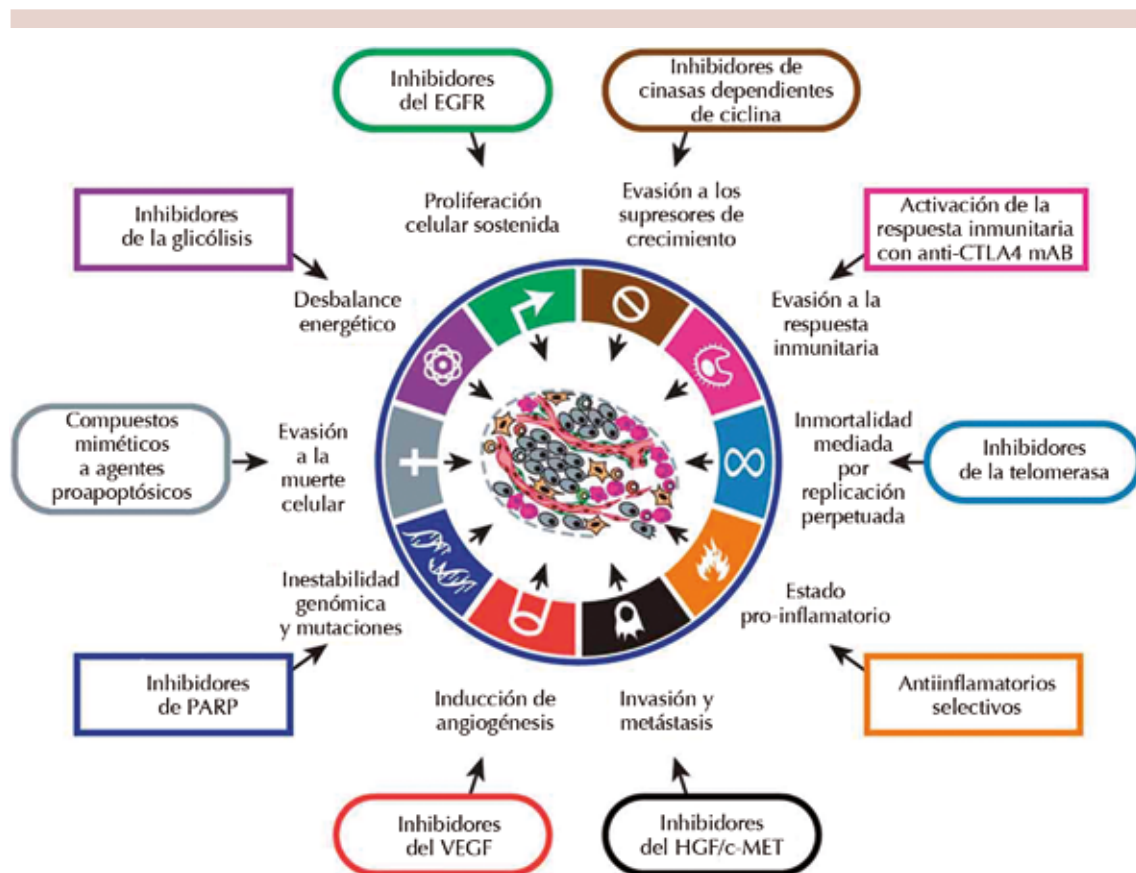 Inhibidores
del EGFR
Inhibidores de
cinasas dependientes
de ciclina
Proliferación
celular sostenida
Evasión a los
supresores de
crecimiento
Inhibidores
de la glicólisis
Activación de la
respuesta inmunitaria
con anti-CTLA4 mAB
Desbalance
energético
Evasión a la
respuesta
inmunitaria
Compuestos
miméticos
a agentes
proapoptósicos
Evasión
a la
muerte
celular
Inmortalidad
mediada
por
replicación
perpetuada
Inhibidores
de la telomerasa
Inestabilidad
genómica
y mutaciones
Estado
pro-inflamatorio
Inhibidores
de PARP
Inducción de
angiogénesis
Invasión y
metástasis
Antiinflamatorios
selectivos
Inhibidores
del VEGF
Inhibidores
del HGF/c-MET